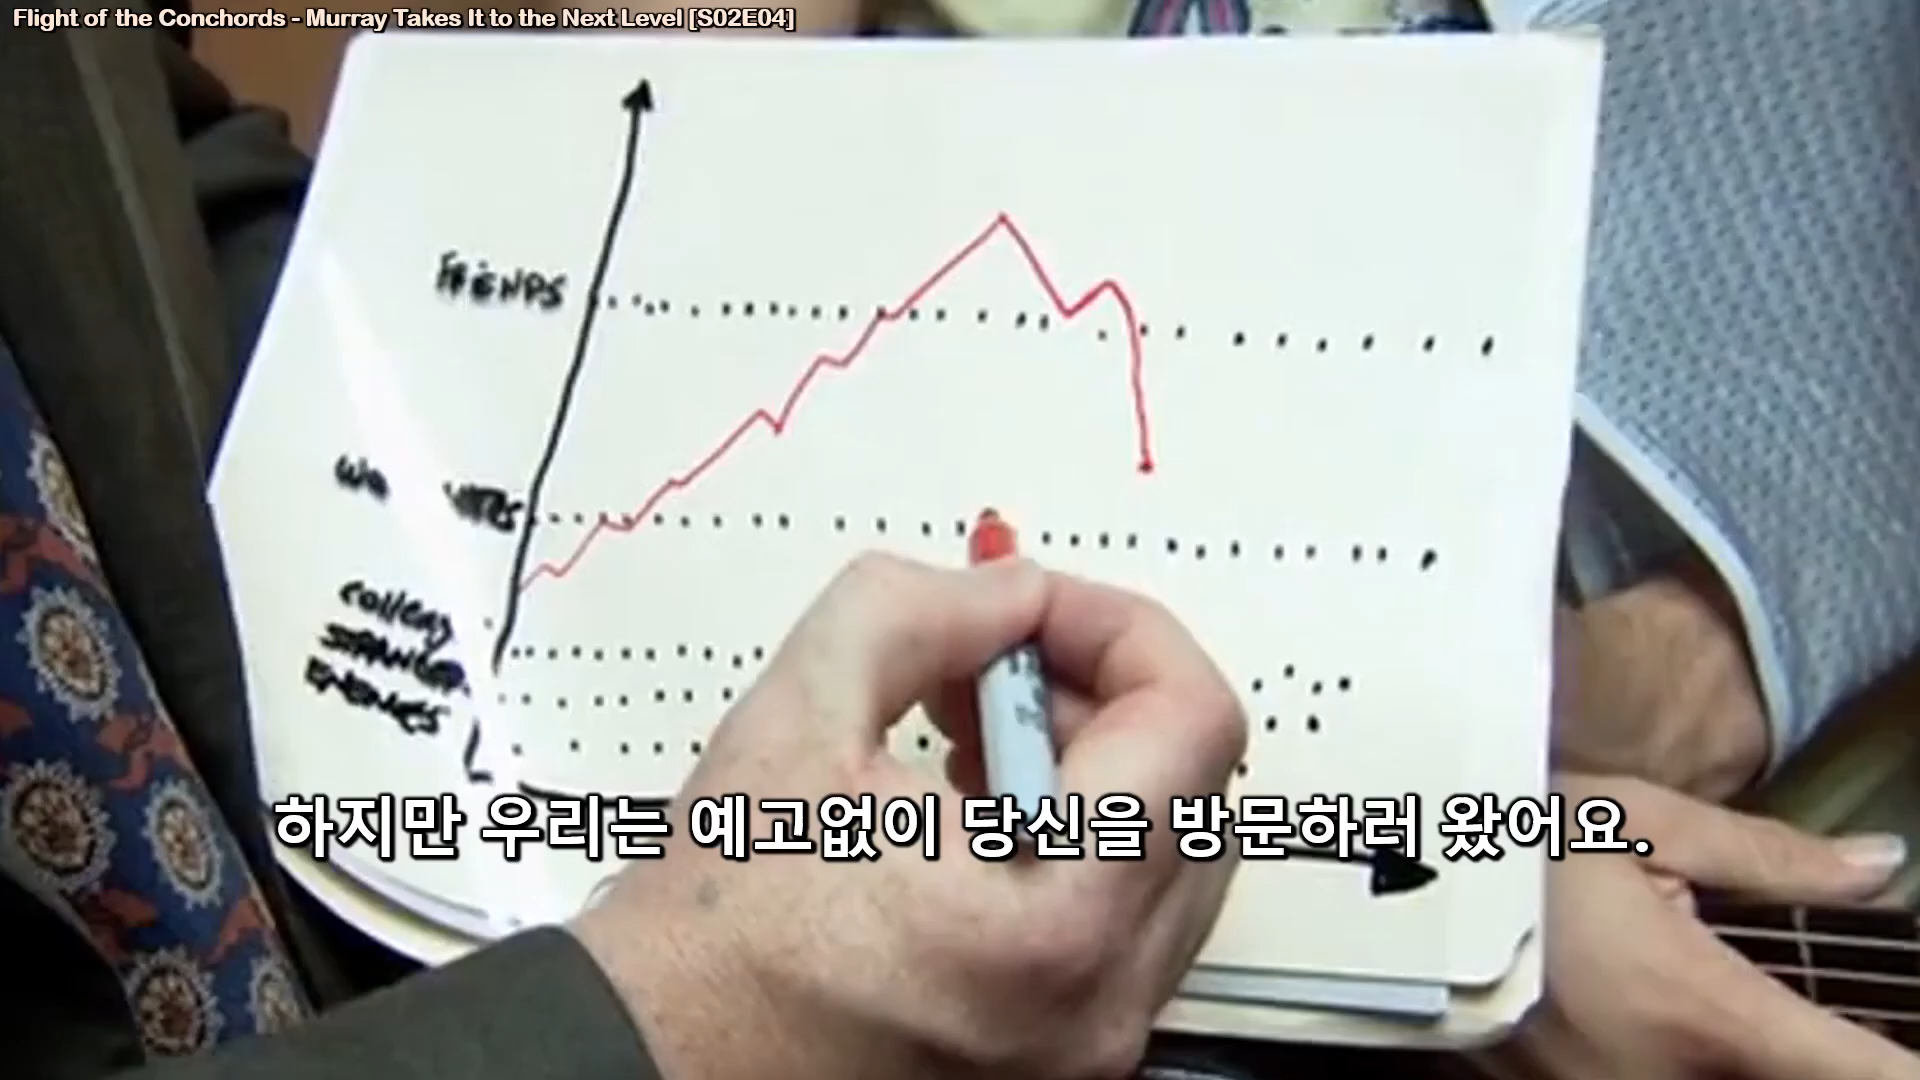 Flight of the Conchords - Murray Takes It to the Next Level [S02E04]
FRIENDS
ENEMIES
하지만 우리는 예고없이 당신을 방문하러 왔어요.